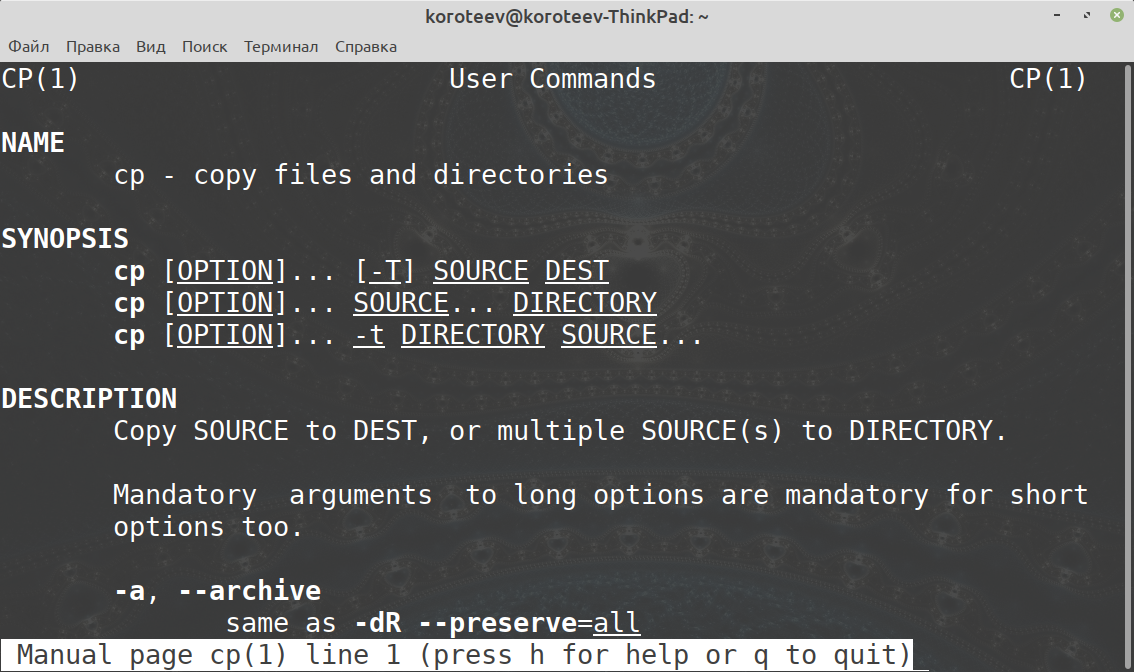 koroteev@koroteev-ThinkPad: ~
Файл Правка Вид Поиск Терминал Справка
CP(1) User Commands CP(1)
NAME
cp - copy files and directories
SYNOPSIS
cp [OPTION]... [-T] SOURCE DEST
cp [OPTION]... SOURCE... DIRECTORY
cp [OPTION]... -t DIRECTORY SOURCE...
DESCRIPTION
Copy SOURCE to DEST, or multiple SOURCE(s) to DIRECTORY.
Mandatory arguments to long options are mandatory for short
options too.
-a, --archive
same as -dR --preserve=all
Manual page cp(1) line 1 (press h for help or q to quit)